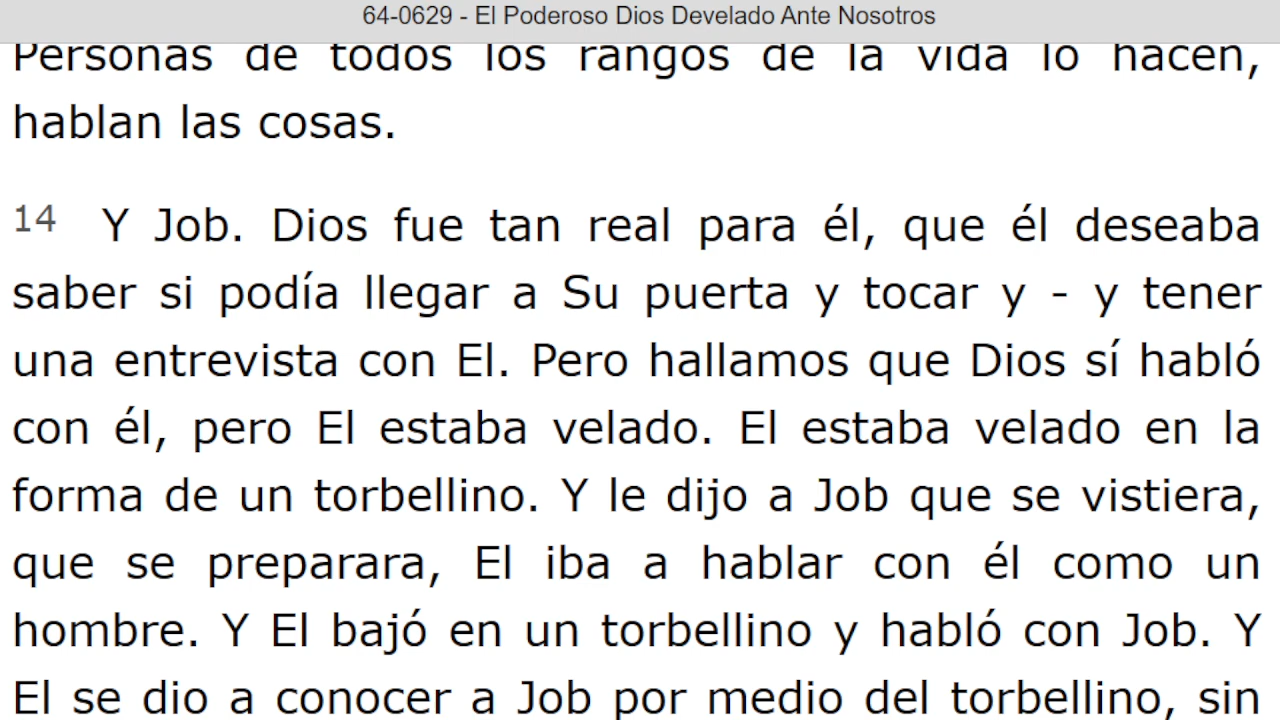 64-0629 - El Poderoso Dios Develado Ante Nosotros
Personas de todos los rangos de la vida lo hacen,
hablan las cosas.
14 Y Job. Dios fue tan real para él, que él deseaba
saber si podía llegar a Su puerta y tocar y - y tener
una entrevista con El. Pero hallamos que Dios sí habló
con él, pero El estaba velado. El estaba velado en la
forma de un torbellino. Y le dijo a Job que se vistiera,
que se preparara, El iba a hablar con él como un
hombre. Y El bajó en un torbellino y habló con Job. Y
El se dio a conocer a Job por medio del torbellino, sin